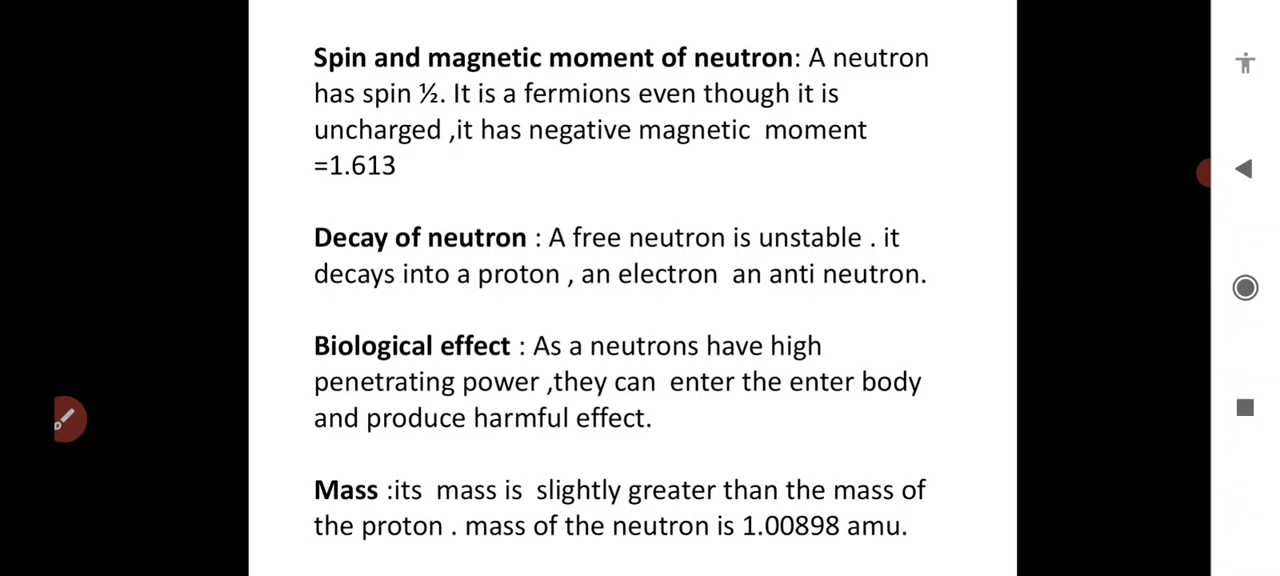 Spin and magnetic moment of neutron: A neutron
has spin ½. It is a fermions even though it is
uncharged ,it has negative magnetic moment
=1.613
Decay of neutron : A free neutron is unstable . it
decays into a proton , an electron an anti neutron.
Biological effect : As a neutrons have high
penetrating power ,they can enter the enter body
and produce harmful effect.
Mass :its mass is slightly greater than the mass of
the proton . mass of the neutron is 1.00898 amu.